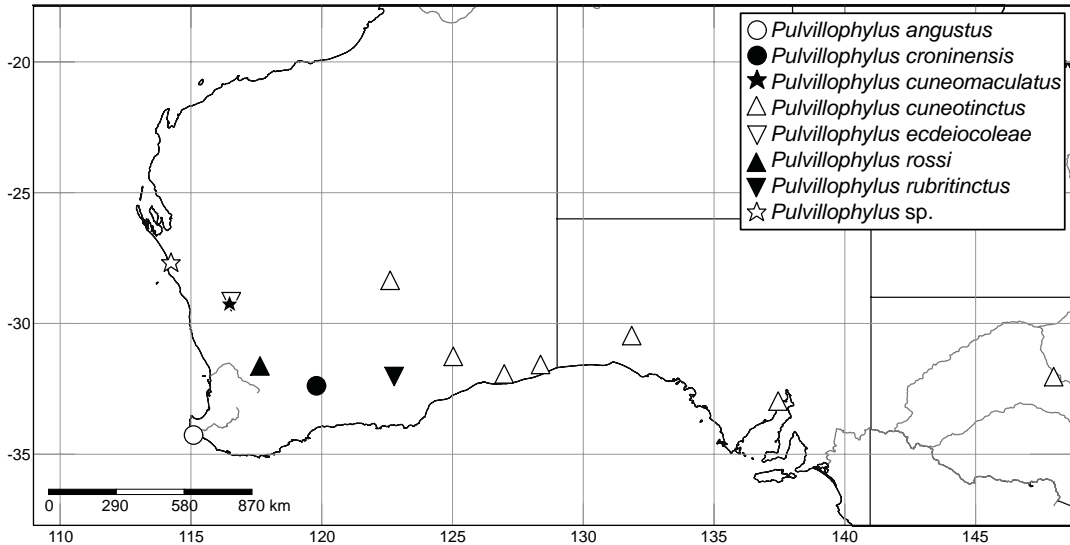 Pulvillophylus angustus
Pulvillophylus croninensis
Pulvillophylus cuneomaculatus
Pulvillophylus cuneotinctus
Pulvillophylus ecdeiocoleae
Pulvillophylus rossi
Pulvillophylus rubritinctus
Pulvillophylus sp.
-20
-25
-30
-35
0 290 580 870 km
110 115 120 125 130 135 140 145